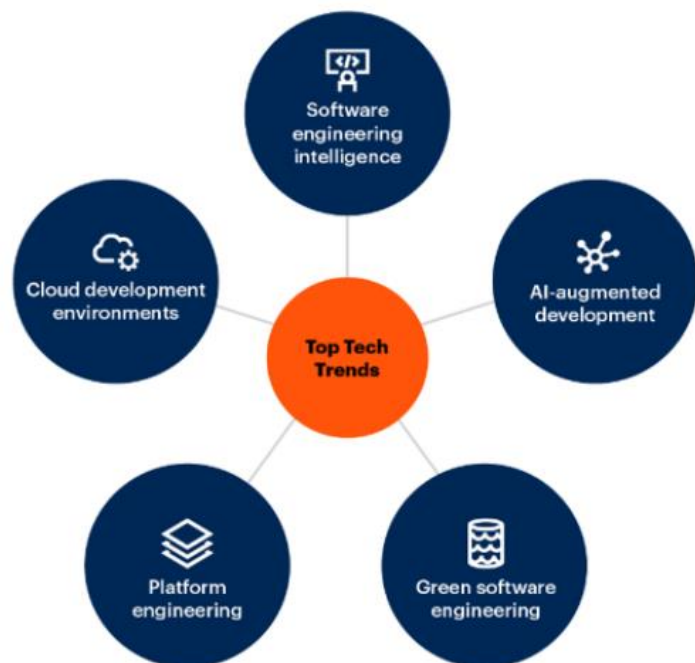 Software
engineering
intelligence
AI-augmented
development
Green software
engineering
Platform
engineering
Cloud development
environments
Top Tech
Trends